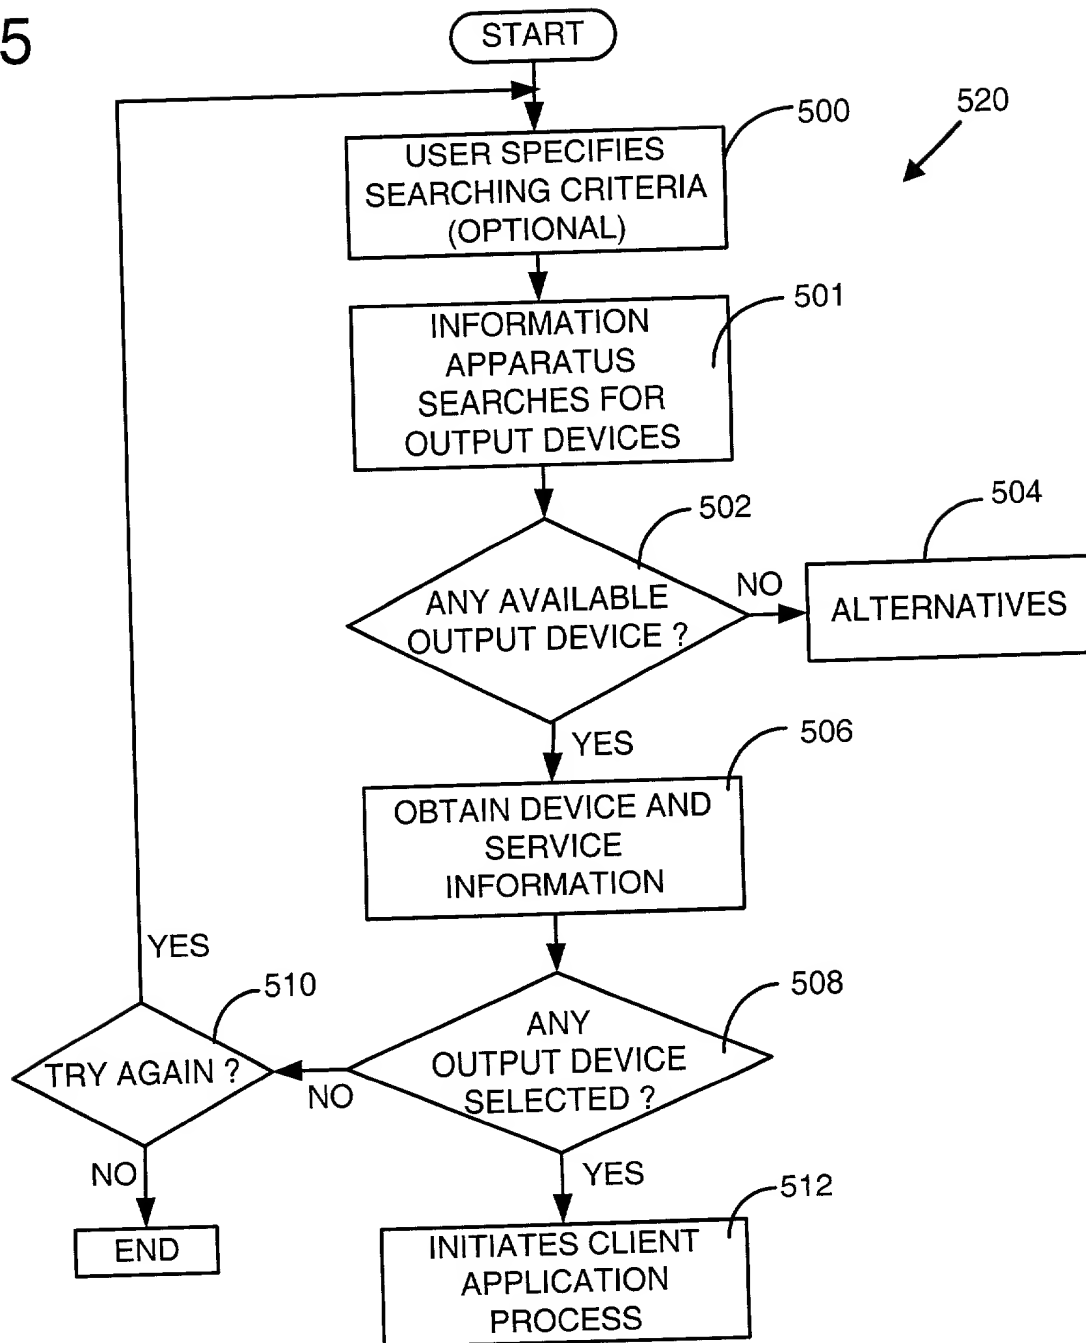 5
START
500
520
USER SPECIFIES
SEARCHING CRITERIA
(OPTIONAL)
501
INFORMATION
APPARATUS
SEARCHES FOR
OUTPUT DEVICES
502
504
ANY AVAILABLE
OUTPUT DEVICE ?
NO
ALTERNATIVES
YES
506
OBTAIN DEVICE AND
SERVICE
INFORMATION
YES
510
508
ANY
OUTPUT DEVICE
SELECTED ?
TRY AGAIN ?
NO
NO
YES
512
END
INITIATES CLIENT
APPLICATION
PROCESS